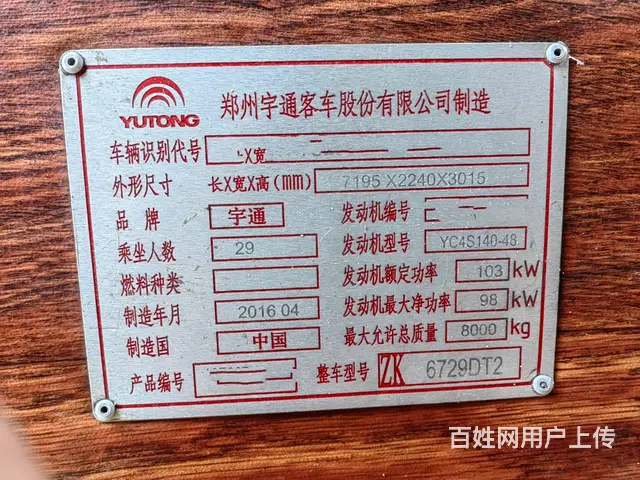 YUTONG
郑州宇通客车股份有限公司制造
车辆识别代号
外形尺寸 长X宽X高(mm) 7195 X2240X3015
品牌 宇通 发动机编号
乘坐人数 29 发动机型号 YC4S140-48
燃料种类 发动机额定功率 103 kW
制造年月 2016 04 发动机最大净功率 98 kW
制造国 中国 最大允许总质量 8000 kg
产品编号 整车型号 ZK 6729DT2
百姓网用户上传